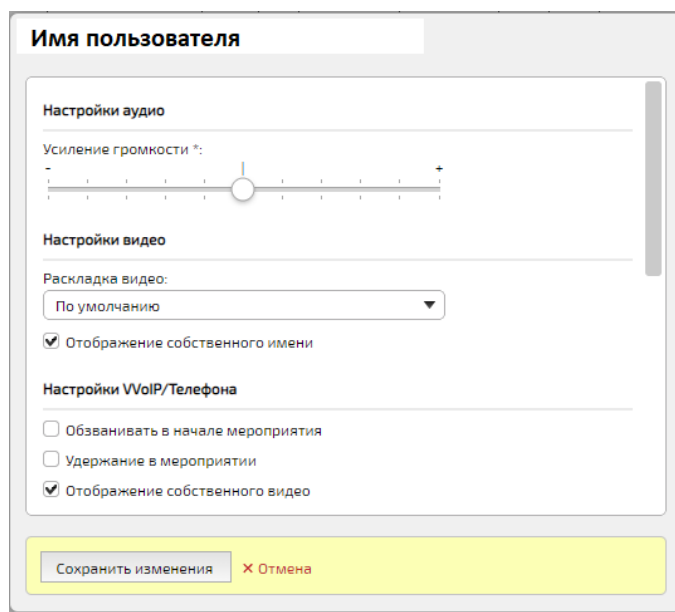 Имя пользователя
Настройки аудио
Усиление громкости *:
- +
Настройки видео
Раскладка видео:
По умолчанию
Отображение собственного имени
Настройки VVoIP/Телефона
Обзванивать в начале мероприятия
Удержание в мероприятии
Отображение собственного видео
Сохранить изменения × Отмена